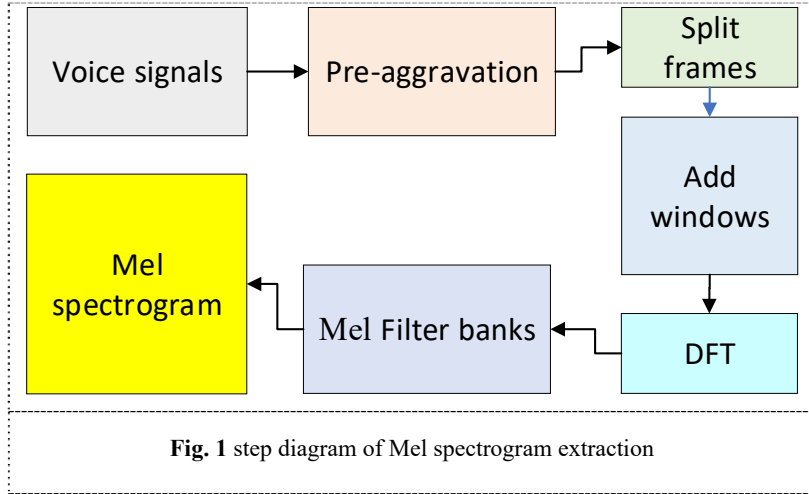 Voice signals
Pre-aggravation
Split
frames
Add
windows
DFT
Mel Filter banks
Mel
spectrogram
Fig. 1 step diagram of Mel spectrogram extraction